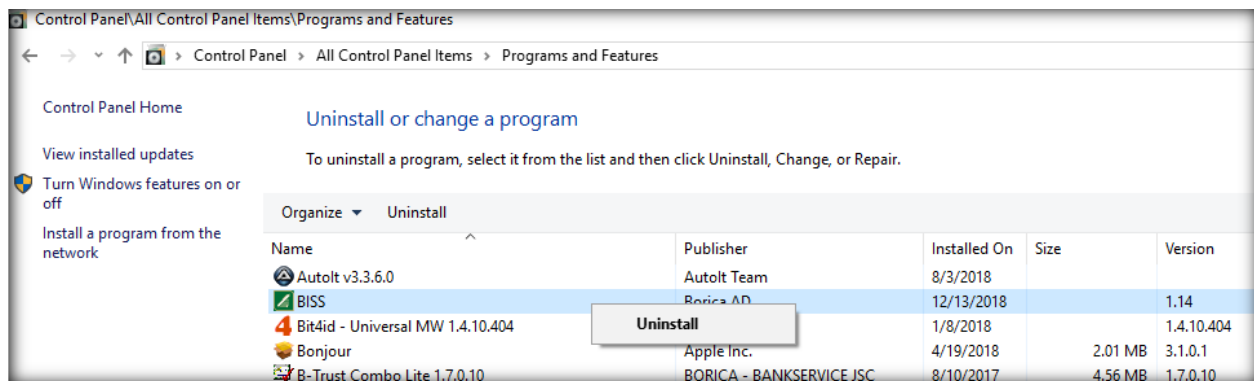 Control Panel\All Control Panel Items\Programs and Features
Control Panel > All Control Panel Items > Programs and Features
Control Panel Home
View installed updates
Turn Windows features on or
off
Install a program from the
network
Uninstall or change a program
To uninstall a program, select it from the list and then click Uninstall, Change, or Repair.
Organize Uninstall
Name Publisher Installed On Size Version
AutoIt v3.3.6.0 AutoIt Team 8/3/2018
BISS Borica AD 12/13/2018 1.14
Uninstall
Bit4id - Universal MW 1.4.10.404 1/8/2018 1.4.10.404
Bonjour Apple Inc. 4/19/2018 2.01 MB 3.1.0.1
B-Trust Combo Lite 1.7.0.10 BORICA - BANKSERVICE JSC 8/10/2017 4.56 MB 1.7.0.10